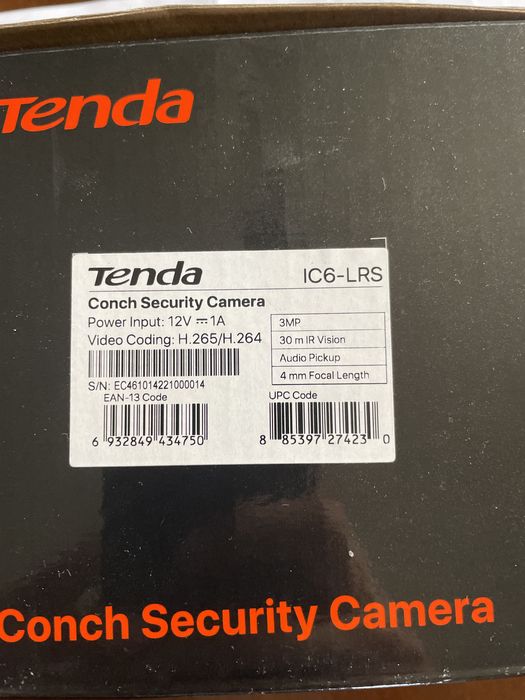 Tenda
Tenda IC6-LRS
Conch Security Camera
Power Input: 12V ⎓ 1A
Video Coding: H.265/H.264
3MP
30 m IR Vision
Audio Pickup
4 mm Focal Length
S/N: EC461014221000014
EAN-13 Code
6 932849 434750
UPC Code
8 85397 27423 0
Conch Security Camera